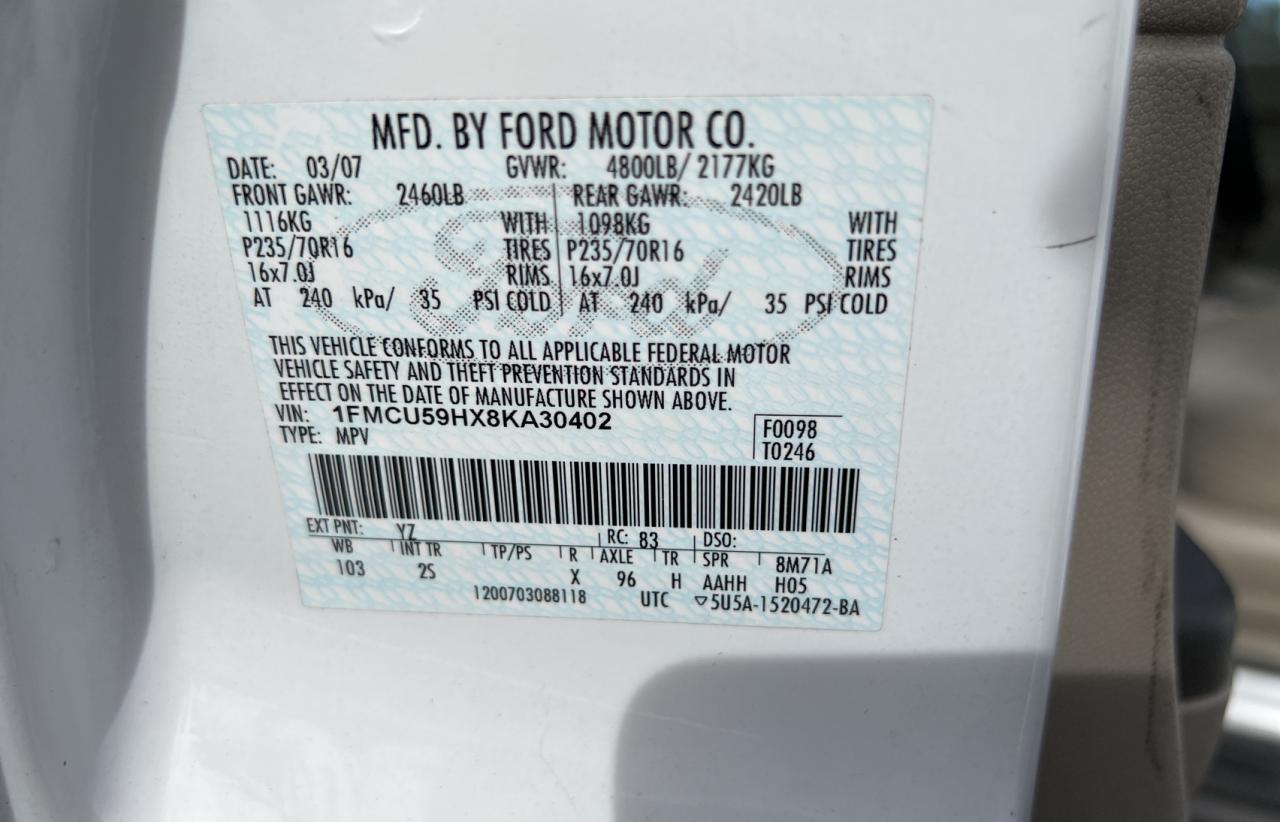 MFD. BY FORD MOTOR CO.
DATE: 03/07 GVWR: 4800LB/ 2177KG
FRONT GAWR: 2460LB REAR GAWR: 2420LB
1116KG WITH 1098KG WITH
P235/70R16 TIRES P235/70R16 TIRES
16x7.0J RIMS 16x7.0J RIMS
AT 240 kPa/ 35 PSI COLD AT 240 kPa/ 35 PSI COLD
Ford
THIS VEHICLE CONFORMS TO ALL APPLICABLE FEDERAL MOTOR
VEHICLE SAFETY AND THEFT PREVENTION STANDARDS IN
EFFECT ON THE DATE OF MANUFACTURE SHOWN ABOVE.
VIN: 1FMCU59HX8KA30402
TYPE: MPV
F0098
T0246
EXT PNT: YZ RC: 83 DSO:
WB INT TR TP/PS R AXLE TR SPR 8M71A
103 2S X 96 H AAHH H05
1200703088118 UTC ▽5U5A-1520472-BA